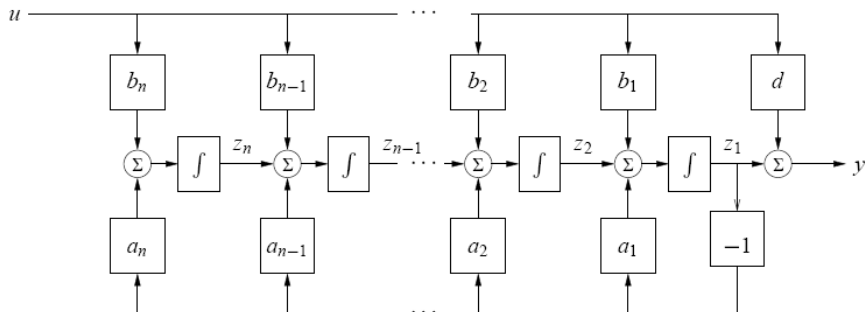 u ···
b_n b_{n−1} b_2 b_1 d
Σ ∫ z_n Σ ∫ z_{n−1} ··· Σ ∫ z_2 Σ ∫ z_1 Σ y
a_n a_{n−1} a_2 a_1 −1
···